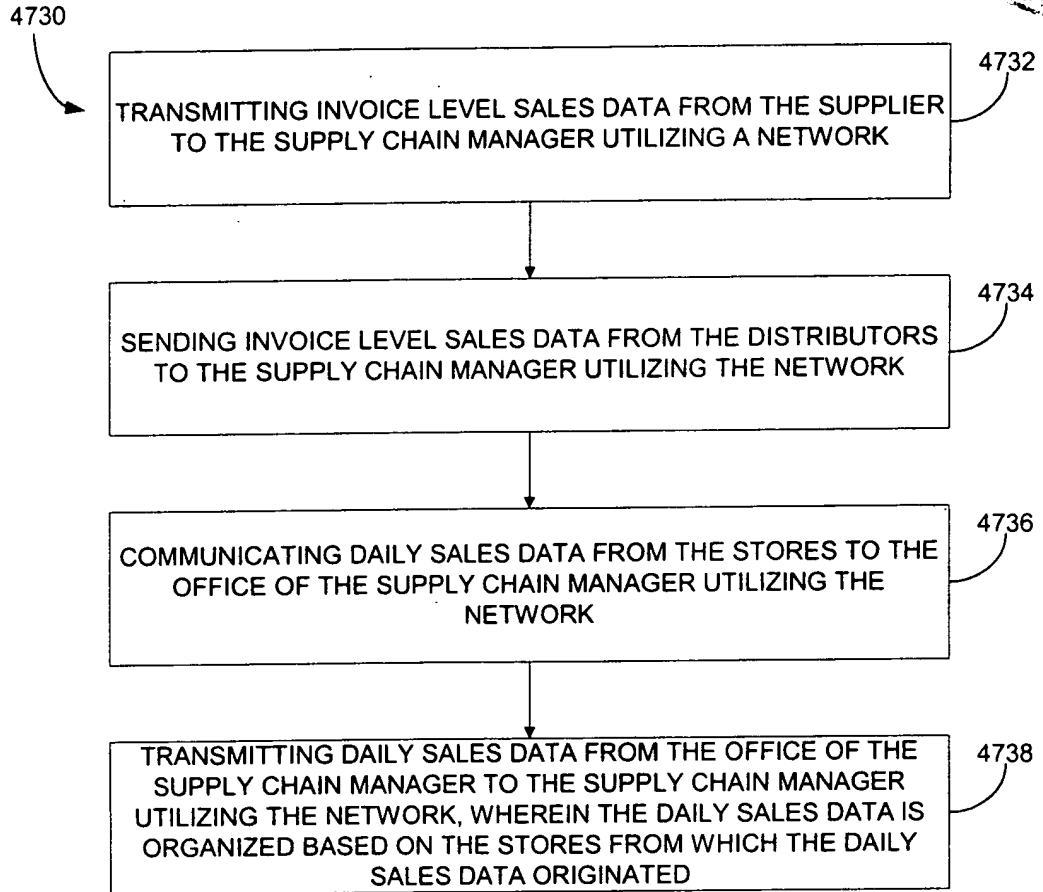 4730
4732
TRANSMITTING INVOICE LEVEL SALES DATA FROM THE SUPPLIER
TO THE SUPPLY CHAIN MANAGER UTILIZING A NETWORK
4734
SENDING INVOICE LEVEL SALES DATA FROM THE DISTRIBUTORS
TO THE SUPPLY CHAIN MANAGER UTILIZING THE NETWORK
4736
COMMUNICATING DAILY SALES DATA FROM THE STORES TO THE
OFFICE OF THE SUPPLY CHAIN MANAGER UTILIZING THE
NETWORK
4738
TRANSMITTING DAILY SALES DATA FROM THE OFFICE OF THE
SUPPLY CHAIN MANAGER TO THE SUPPLY CHAIN MANAGER
UTILIZING THE NETWORK, WHEREIN THE DAILY SALES DATA IS
ORGANIZED BASED ON THE STORES FROM WHICH THE DAILY
SALES DATA ORIGINATED